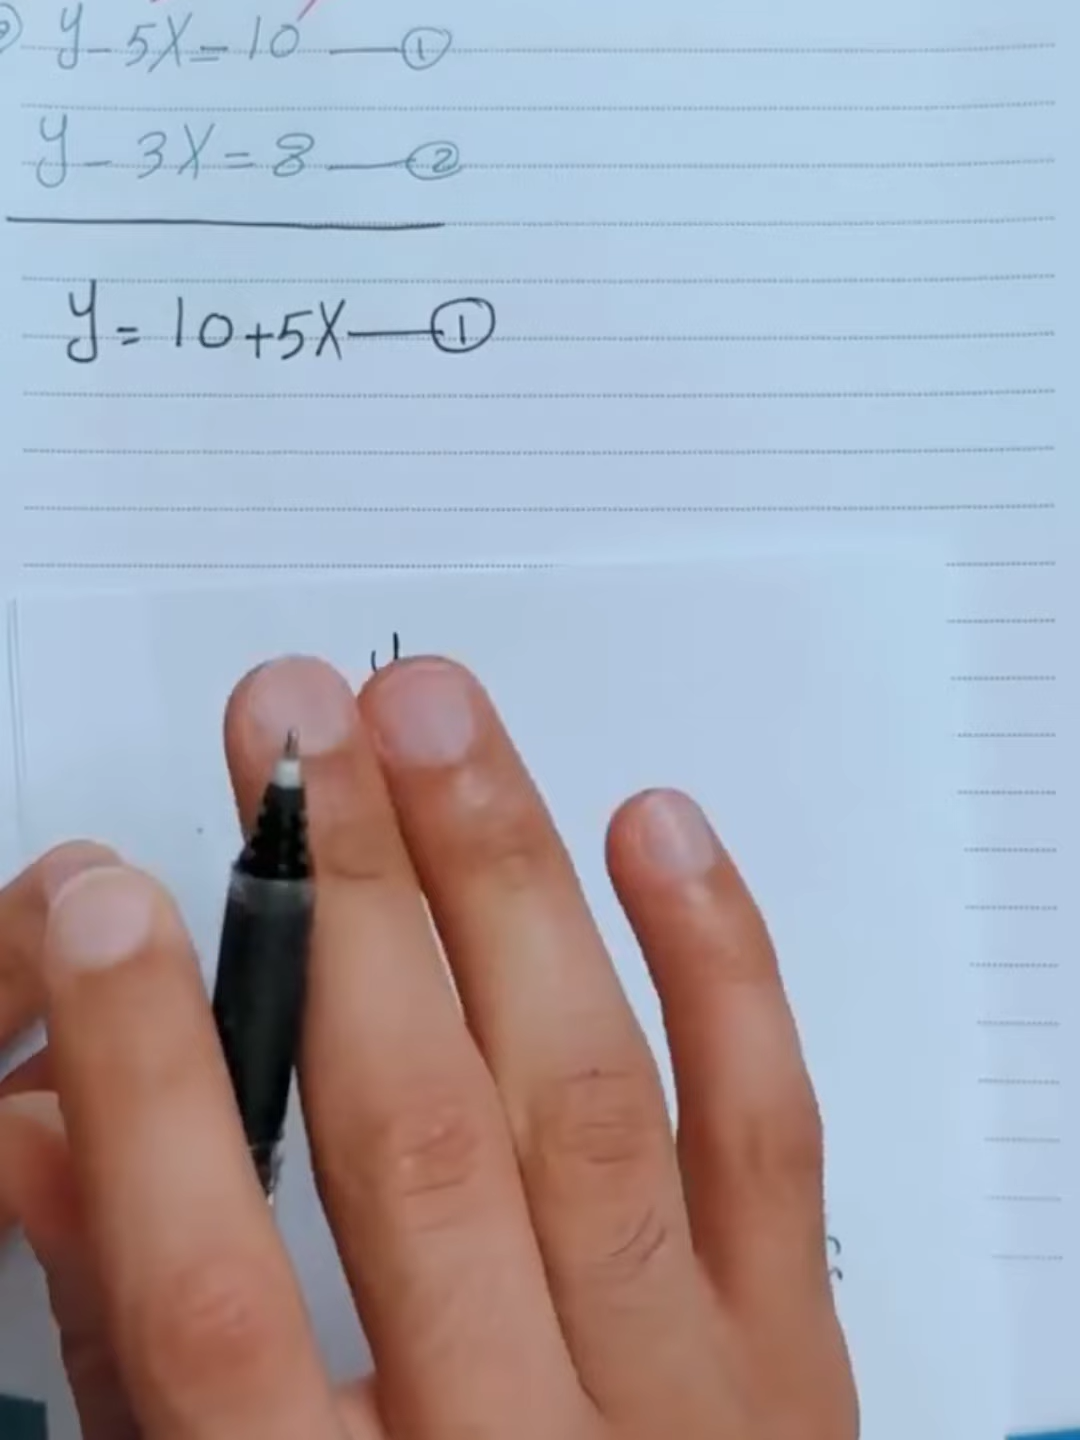 y - 5x = 10 — ①
y - 3x = 8 — ②
y = 10 + 5x — ①